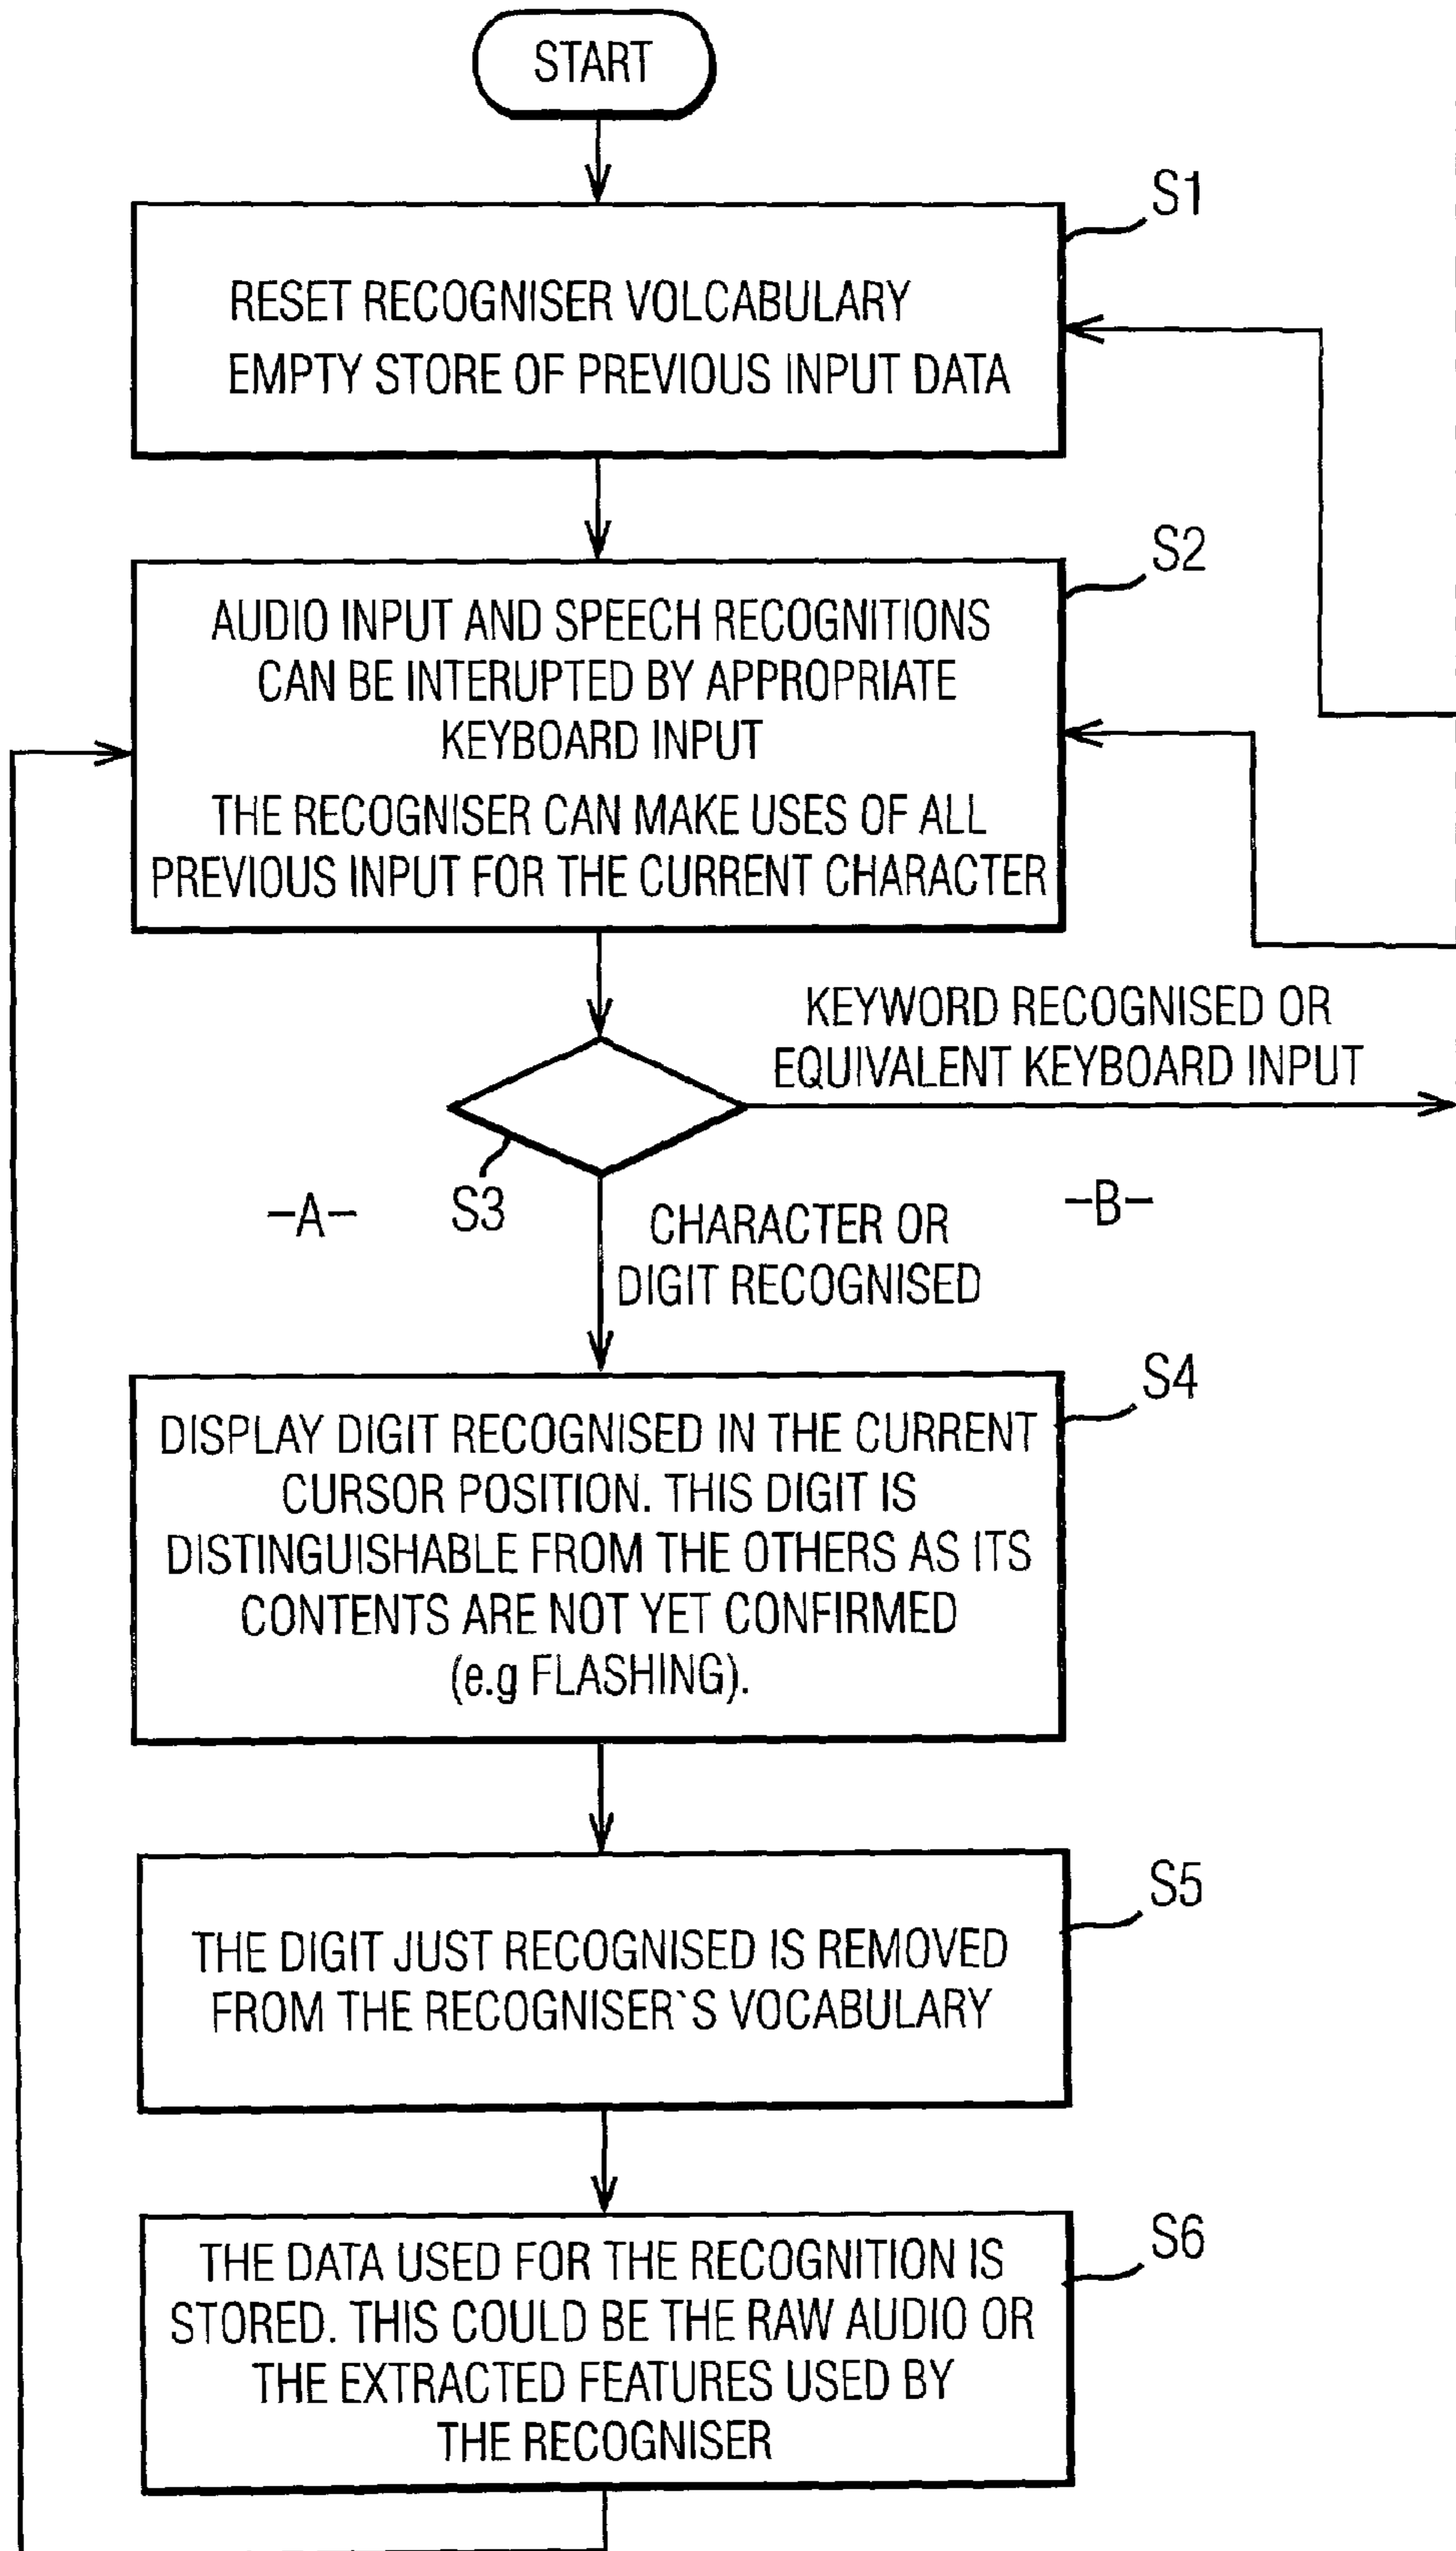 START
S1
RESET RECOGNISER VOLCABULARY
EMPTY STORE OF PREVIOUS INPUT DATA
S2
AUDIO INPUT AND SPEECH RECOGNITIONS
CAN BE INTERUPTED BY APPROPRIATE
KEYBOARD INPUT
THE RECOGNISER CAN MAKE USES OF ALL
PREVIOUS INPUT FOR THE CURRENT CHARACTER
KEYWORD RECOGNISED OR
EQUIVALENT KEYBOARD INPUT
–A–
S3
–B–
CHARACTER OR
DIGIT RECOGNISED
S4
DISPLAY DIGIT RECOGNISED IN THE CURRENT
CURSOR POSITION. THIS DIGIT IS
DISTINGUISHABLE FROM THE OTHERS AS ITS
CONTENTS ARE NOT YET CONFIRMED
(e.g FLASHING).
S5
THE DIGIT JUST RECOGNISED IS REMOVED
FROM THE RECOGNISER`S VOCABULARY
S6
THE DATA USED FOR THE RECOGNITION IS
STORED. THIS COULD BE THE RAW AUDIO OR
THE EXTRACTED FEATURES USED BY
THE RECOGNISER